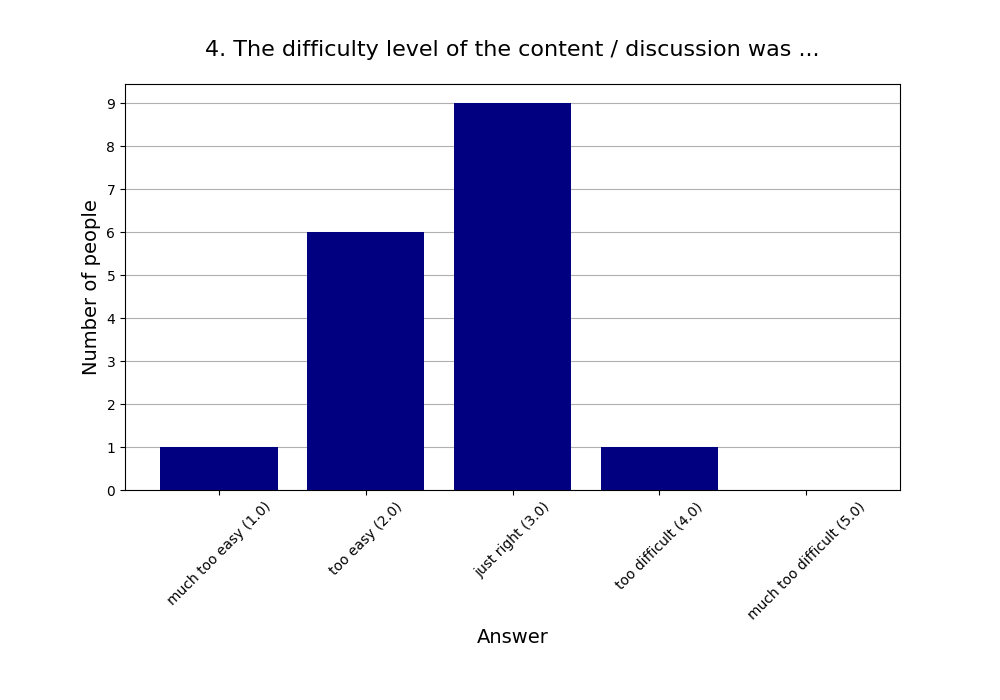 4. The difficulty level of the content / discussion was ...
Number of people
9
8
7
6
5
4
3
2
1
0
much too easy (1.0)
too easy (2.0)
just right (3.0)
too difficult (4.0)
much too difficult (5.0)
Answer